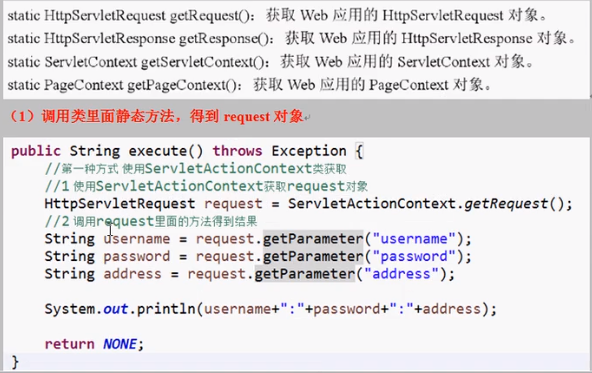 static HttpServletRequest getRequest()：获取 Web 应用的 HttpServletRequest 对象。
static HttpServletResponse getResponse()：获取 Web 应用的 HttpServletResponse 对象。
static ServletContext getServletContext()：获取 Web 应用的 ServletContext 对象。
static PageContext getPageContext()：获取 Web 应用的 PageContext 对象。
（1）调用类里面静态方法，得到 request 对象
public String execute() throws Exception {
//第一种方式 使用ServletActionContext类获取
//1 使用ServletActionContext获取request对象
HttpServletRequest request = ServletActionContext.getRequest();
//2 调用request里面的方法得到结果
String username = request.getParameter("username");
String password = request.getParameter("password");
String address = request.getParameter("address");
System.out.println(username+":"+password+":"+address);
return NONE;
}